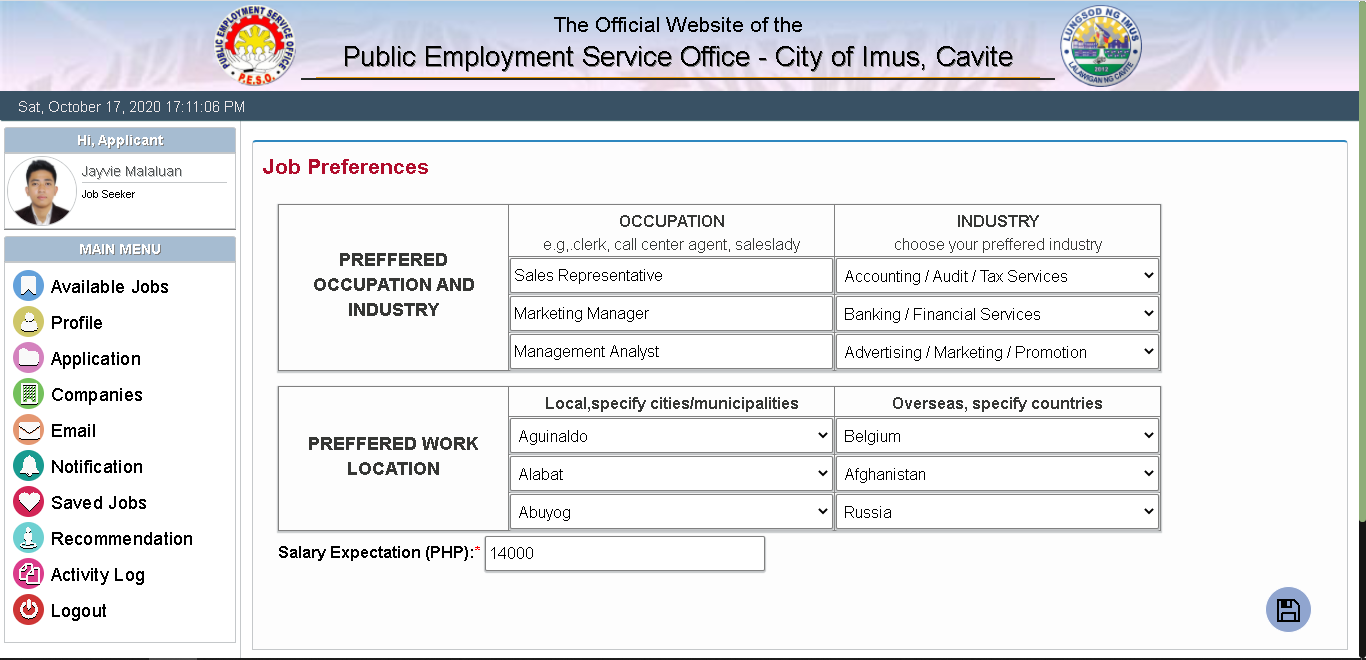 The Official Website of the
Public Employment Service Office - City of Imus, Cavite
PUBLIC EMPLOYMENT SERVICE OFFICE
P.E.S.O.
LUNGSOD NG IMUS
LALAWIGAN NG CAVITE
2012
Sat, October 17, 2020 17:11:06 PM
Hi, Applicant
Jayvie Malaluan
Job Seeker
MAIN MENU
Available Jobs
Profile
Application
Companies
Email
Notification
Saved Jobs
Recommendation
Activity Log
Logout
Job Preferences
PREFFERED
OCCUPATION AND
INDUSTRY
OCCUPATION
e.g,.clerk, call center agent, saleslady
INDUSTRY
choose your preffered industry
Sales Representative
Accounting / Audit / Tax Services
Marketing Manager
Banking / Financial Services
Management Analyst
Advertising / Marketing / Promotion
PREFFERED WORK
LOCATION
Local,specify cities/municipalities
Overseas, specify countries
Aguinaldo
Belgium
Alabat
Afghanistan
Abuyog
Russia
Salary Expectation (PHP):*
14000